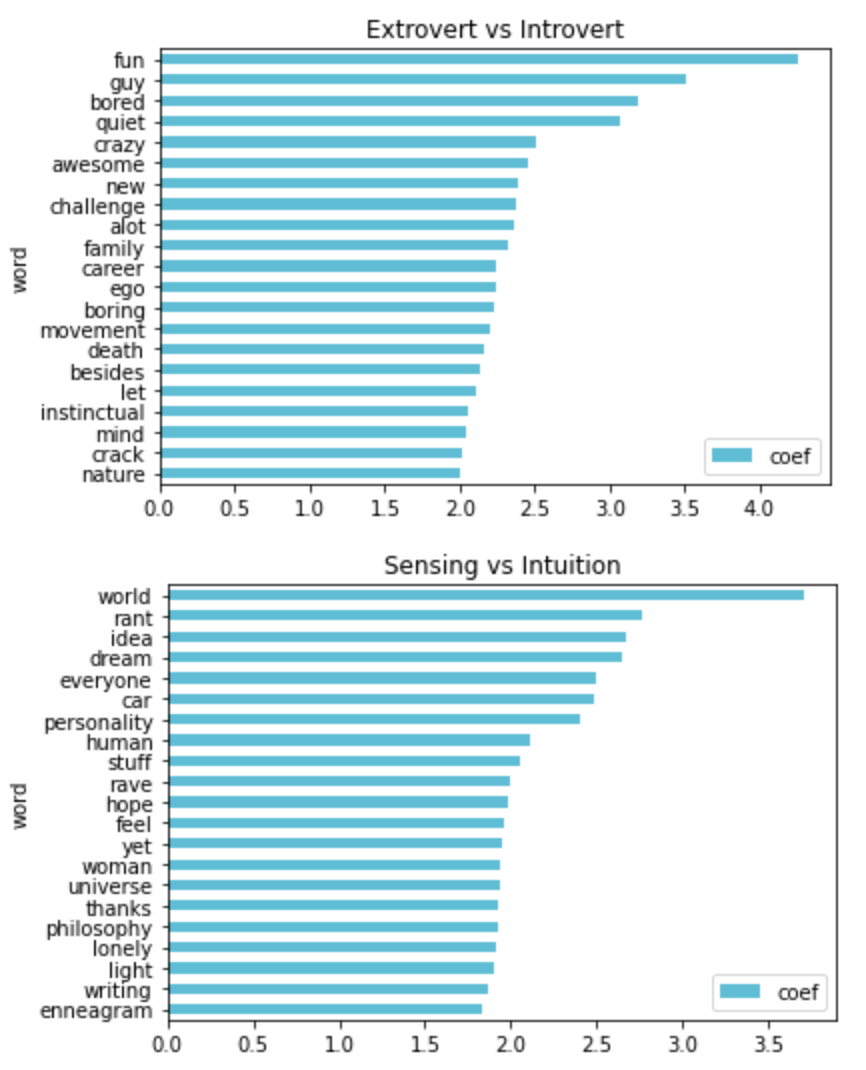 Extrovert vs Introvert
fun
guy
bored
quiet
crazy
awesome
new
challenge
alot
family
career
ego
boring
movement
death
besides
let
instinctual
mind
crack
nature
word
coef
0.0 0.5 1.0 1.5 2.0 2.5 3.0 3.5 4.0
Sensing vs Intuition
world
rant
idea
dream
everyone
car
personality
human
stuff
rave
hope
feel
yet
woman
universe
thanks
philosophy
lonely
light
writing
enneagram
word
coef
0.0 0.5 1.0 1.5 2.0 2.5 3.0 3.5